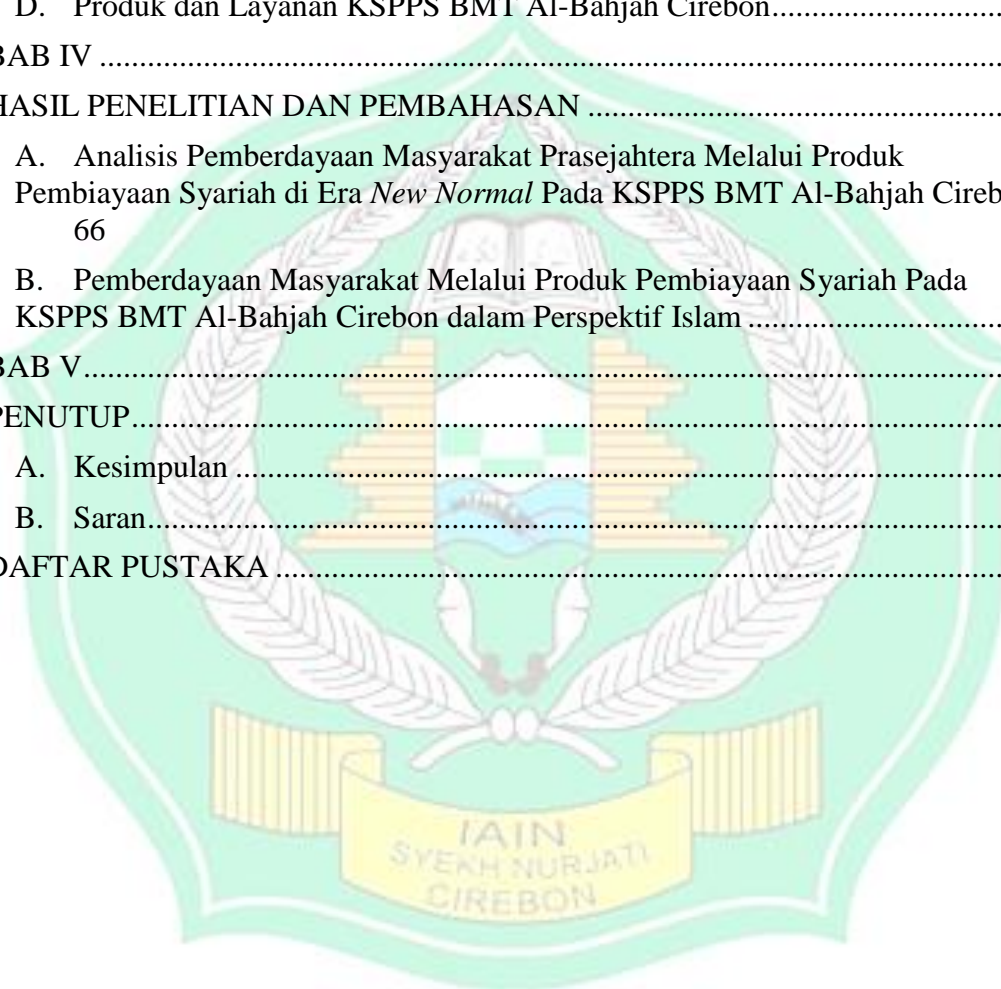 D. Produk dan Layanan KSPPS BMT Al-Bahjah Cirebon..............................
BAB IV ..............................
HASIL PENELITIAN DAN PEMBAHASAN ..............................
A. Analisis Pemberdayaan Masyarakat Prasejahtera Melalui Produk
Pembiayaan Syariah di Era New Normal Pada KSPPS BMT Al-Bahjah Cireb
66
B. Pemberdayaan Masyarakat Melalui Produk Pembiayaan Syariah Pada
KSPPS BMT Al-Bahjah Cirebon dalam Perspektif Islam ..............................
BAB V..............................
PENUTUP..............................
A. Kesimpulan ..............................
B. Saran..............................
DAFTAR PUSTAKA ..............................
IAIN
SYEKH NURJATI
CIREBON